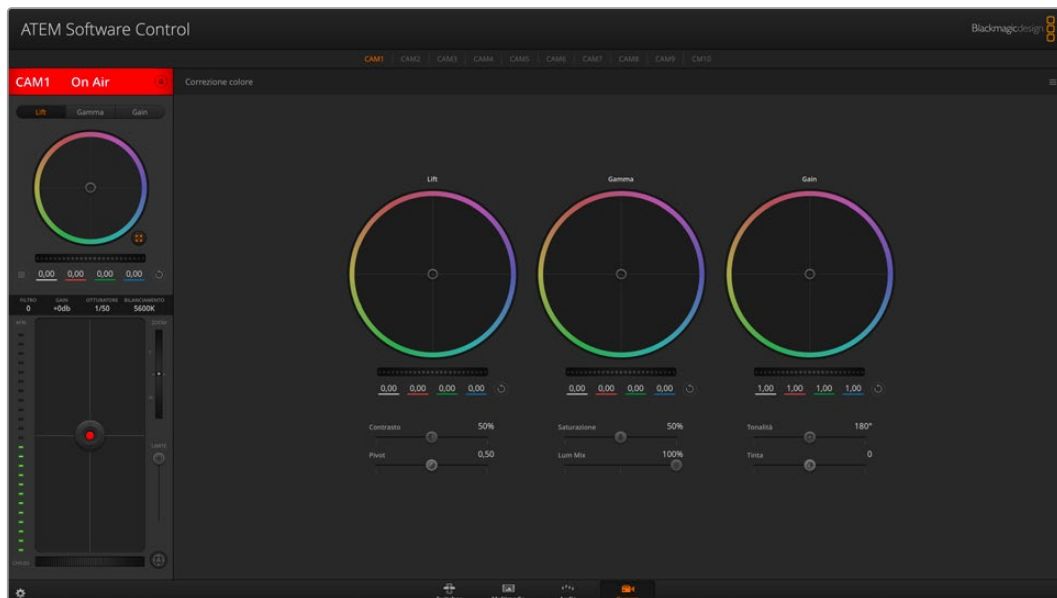 ATEM Software Control
Blackmagicdesign
CAM1 CAM2 CAM3 CAM4 CAM5 CAM6 CAM7 CAM8 CAM9 CM10
CAM1 On Air
Correzione colore
Lift Gamma Gain
0,00 0,00 0,00 0,00
FILTRO GAIN OTTURATORE BILANCIAMENTO
0 +0db 1/50 5600K
ZOOM
LIMITE
Lift Gamma Gain
0,00 0,00 0,00 0,00 0,00 0,00 0,00 0,00 1,00 1,00 1,00 1,00
Contrasto 50% Saturazione 50% Tonalità 180°
Pivot 0,50 Lum Mix 100% Tinta 0